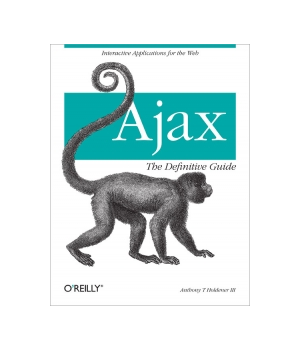 Interactive Applications for the Web
Ajax
The Definitive Guide
O'REILLY®
Anthony T Holdener III